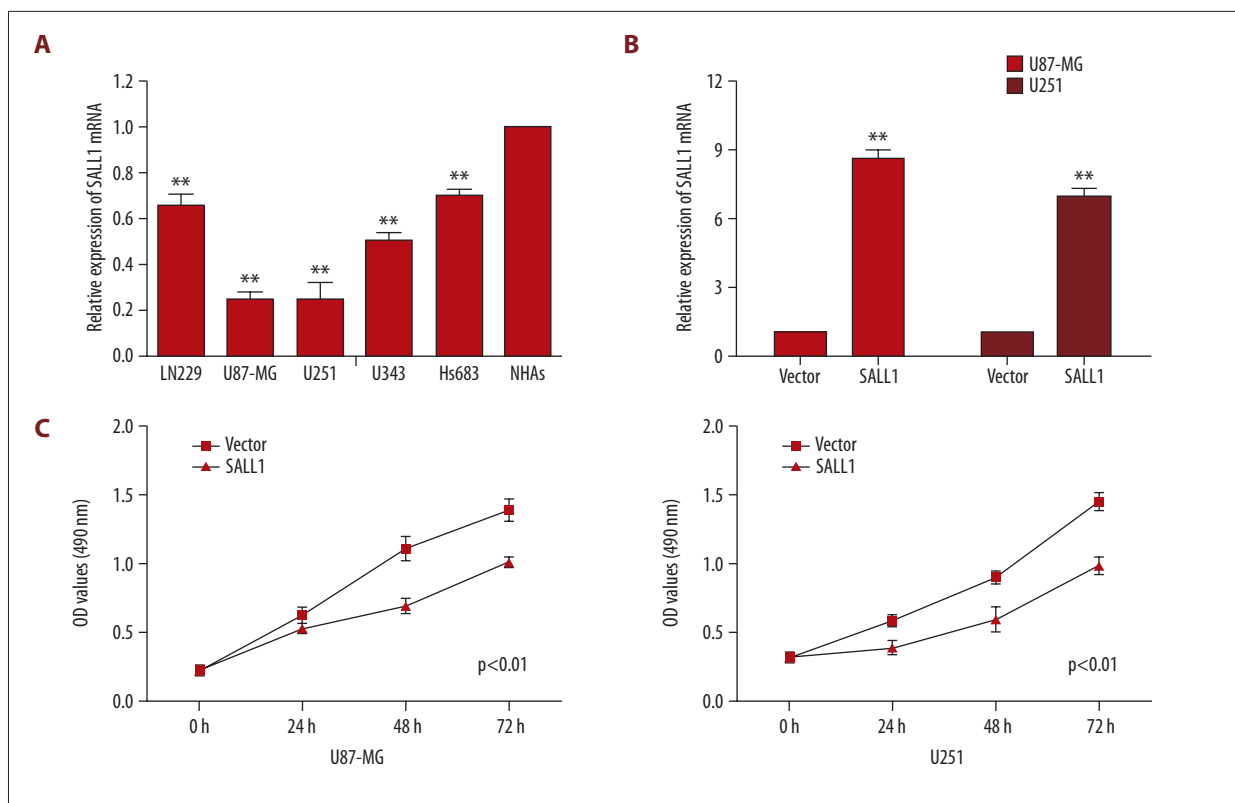 A
Relative expression of SALL1 mRNA
1.2
1.0
0.8
0.6
0.4
0.2
0.0
**
**
**
**
**
LN229 U87-MG U251 U343 Hs683 NHAs
B
U87-MG
U251
Relative expression of SALL1 mRNA
12
9
6
3
0
**
**
Vector SALL1 Vector SALL1
C
OD values (490 nm)
2.0
1.5
1.0
0.5
0.0
Vector
SALL1
p<0.01
0 h 24 h 48 h 72 h
U87-MG
OD values (490 nm)
2.0
1.5
1.0
0.5
0.0
Vector
SALL1
p<0.01
0 h 24 h 48 h 72 h
U251